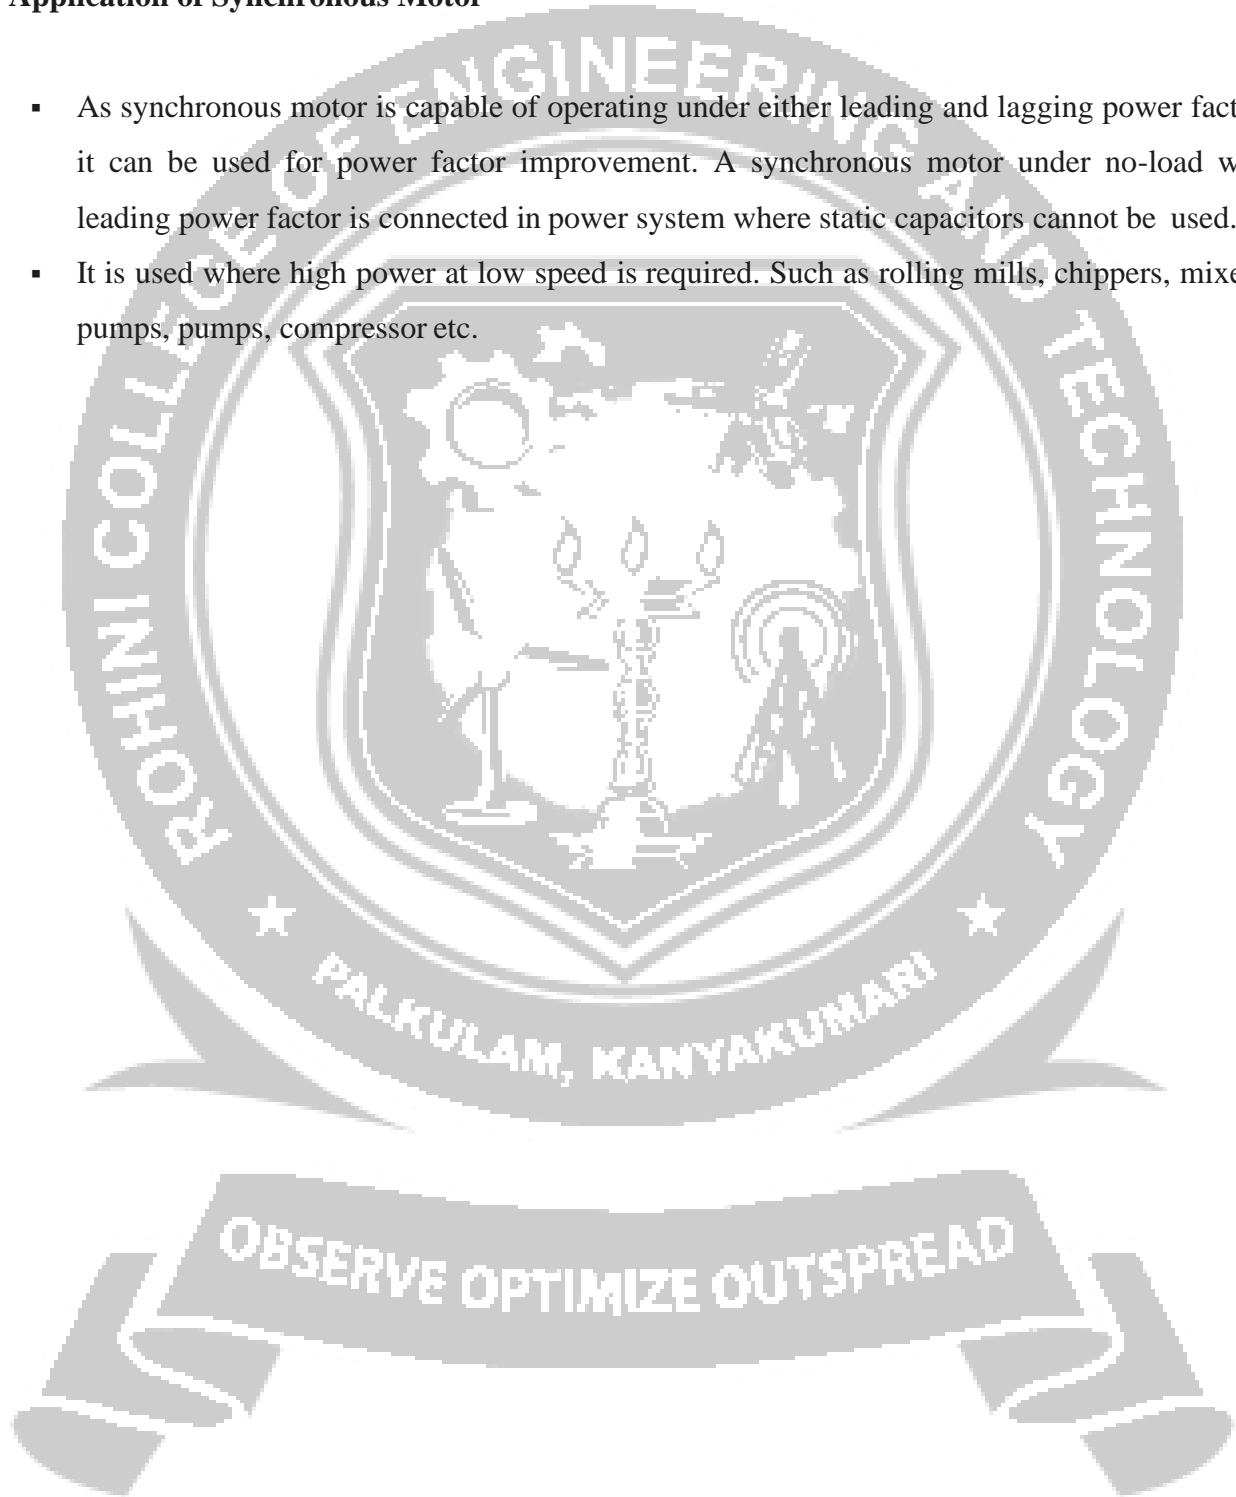 Application of Synchronous Motor
▪ As synchronous motor is capable of operating under either leading and lagging power fact
it can be used for power factor improvement. A synchronous motor under no-load w
leading power factor is connected in power system where static capacitors cannot be used.
▪ It is used where high power at low speed is required. Such as rolling mills, chippers, mixe
pumps, pumps, compressor etc.
ROHINI COLLEGE OF ENGINEERING AND TECHNOLOGY
PALKULAM, KANYAKUMARI
OBSERVE OPTIMIZE OUTSPREAD